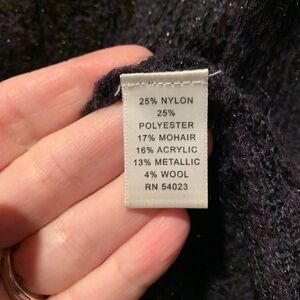 25% NYLON
25%
POLYESTER
17% MOHAIR
16% ACRYLIC
13% METALLIC
4% WOOL
RN 54023